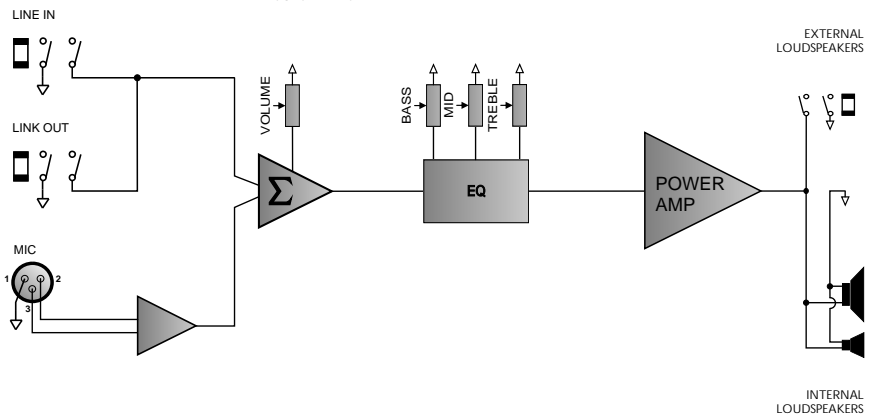 LINE IN
EXTERNAL
LOUDSPEAKERS
VOLUME
BASS
MID
TREBLE
LINK OUT
Σ
EQ
POWER
AMP
MIC
1
2
3
INTERNAL
LOUDSPEAKERS